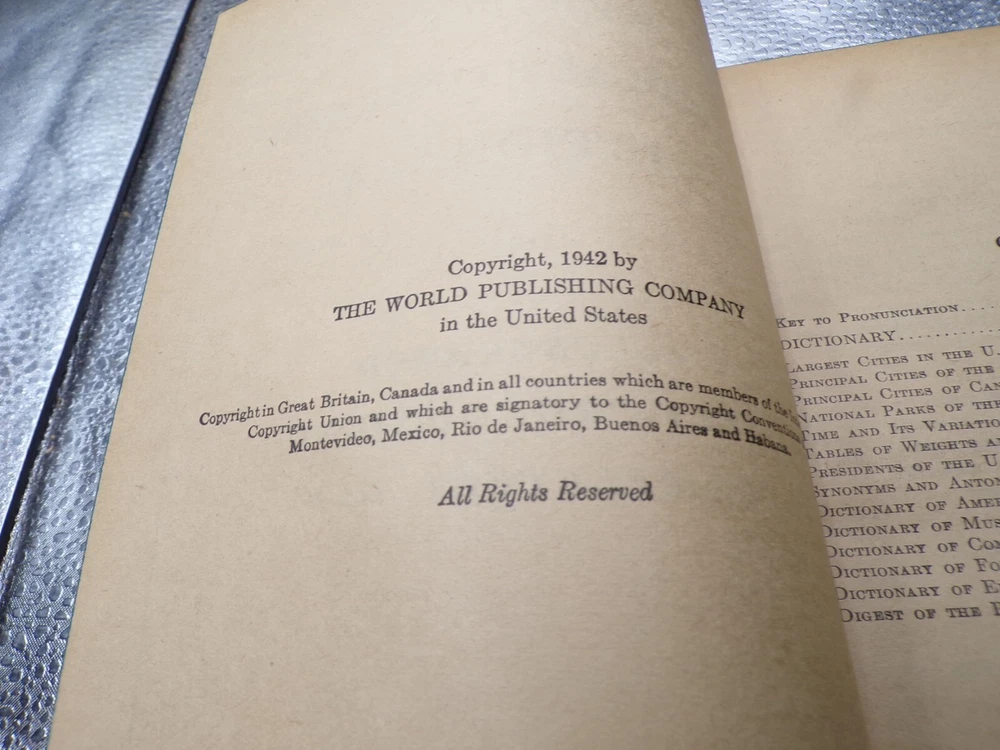 Copyright, 1942 by
THE WORLD PUBLISHING COMPANY
in the United States
Copyright in Great Britain, Canada and in all countries which are members of the
Copyright Union and which are signatory to the Copyright Conventions
Montevideo, Mexico, Rio de Janeiro, Buenos Aires and Habana.
All Rights Reserved
KEY TO PRONUNCIATION....
DICTIONARY..........
LARGEST CITIES IN THE U.
PRINCIPAL CITIES OF THE
PRINCIPAL CITIES OF CAN
NATIONAL PARKS OF THE
TIME AND ITS VARIATIO
TABLES OF WEIGHTS A
PRESIDENTS OF THE U
SYNONYMS AND ANTON
DICTIONARY OF AMER
DICTIONARY OF MUS
DICTIONARY OF CO
DICTIONARY OF FO
DICTIONARY OF E
DIGEST OF THE